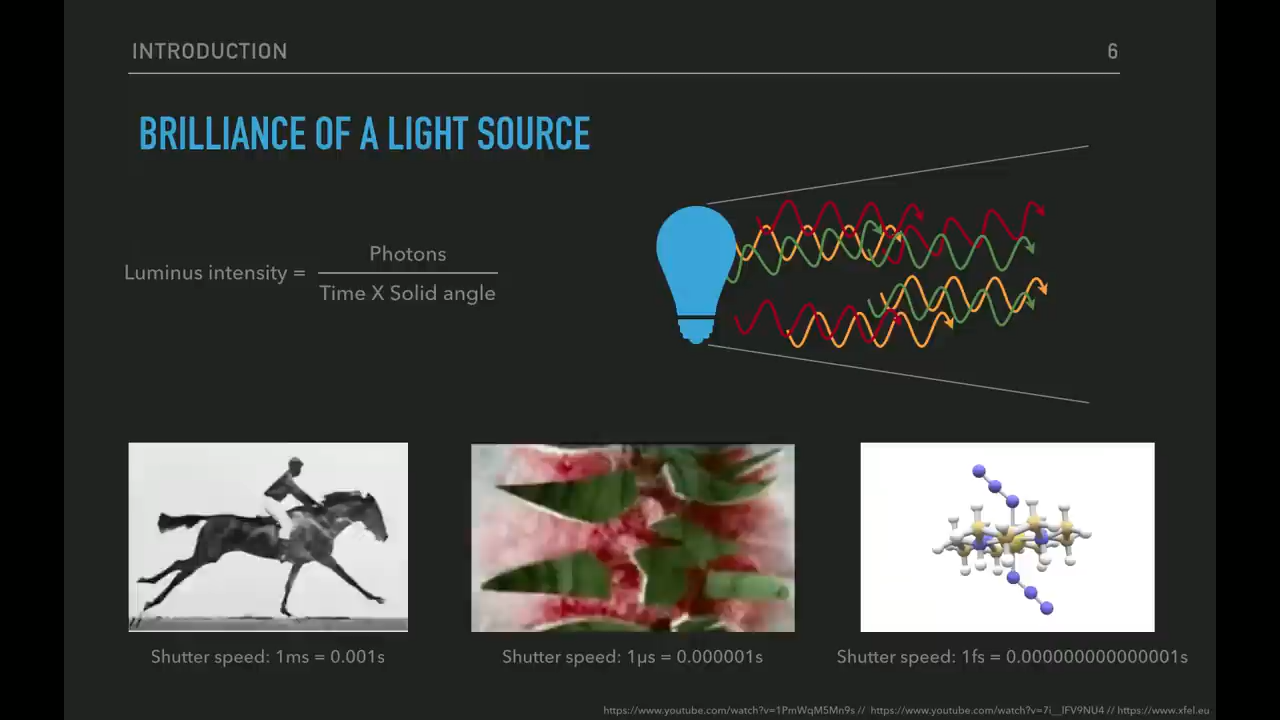 INTRODUCTION 6
BRILLIANCE OF A LIGHT SOURCE
Photons
Luminus intensity =
Time X Solid angle
Shutter speed: 1ms = 0.001s
Shutter speed: 1µs = 0.000001s
Shutter speed: 1fs = 0.000000000000001s
https://www.youtube.com/watch?v=1PmWqM5Mn9s // https://www.youtube.com/watch?v=7i__lFV9NU4 // https://www.xfel.eu